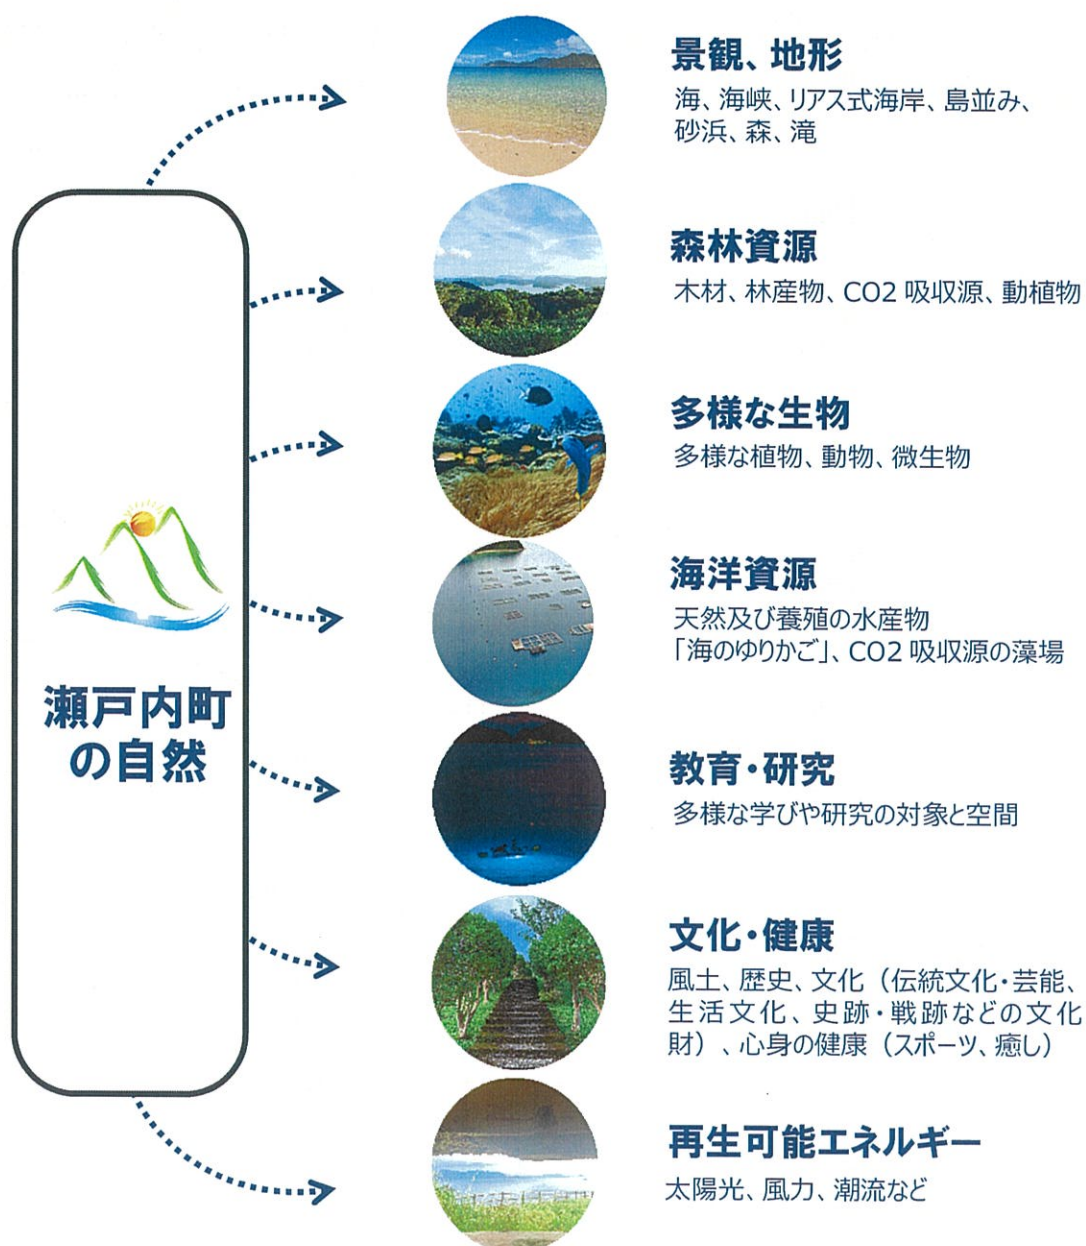 瀬戸内町
の自然
景観、地形
海、海峡、リアス式海岸、島並み、
砂浜、森、滝
森林資源
木材、林産物、CO2 吸収源、動植物
多様な生物
多様な植物、動物、微生物
海洋資源
天然及び養殖の水産物
「海のゆりかご」、CO2 吸収源の藻場
教育・研究
多様な学びや研究の対象と空間
文化・健康
風土、歴史、文化（伝統文化・芸能、
生活文化、史跡・戦跡などの文化
財）、心身の健康（スポーツ、癒し）
再生可能エネルギー
太陽光、風力、潮流など